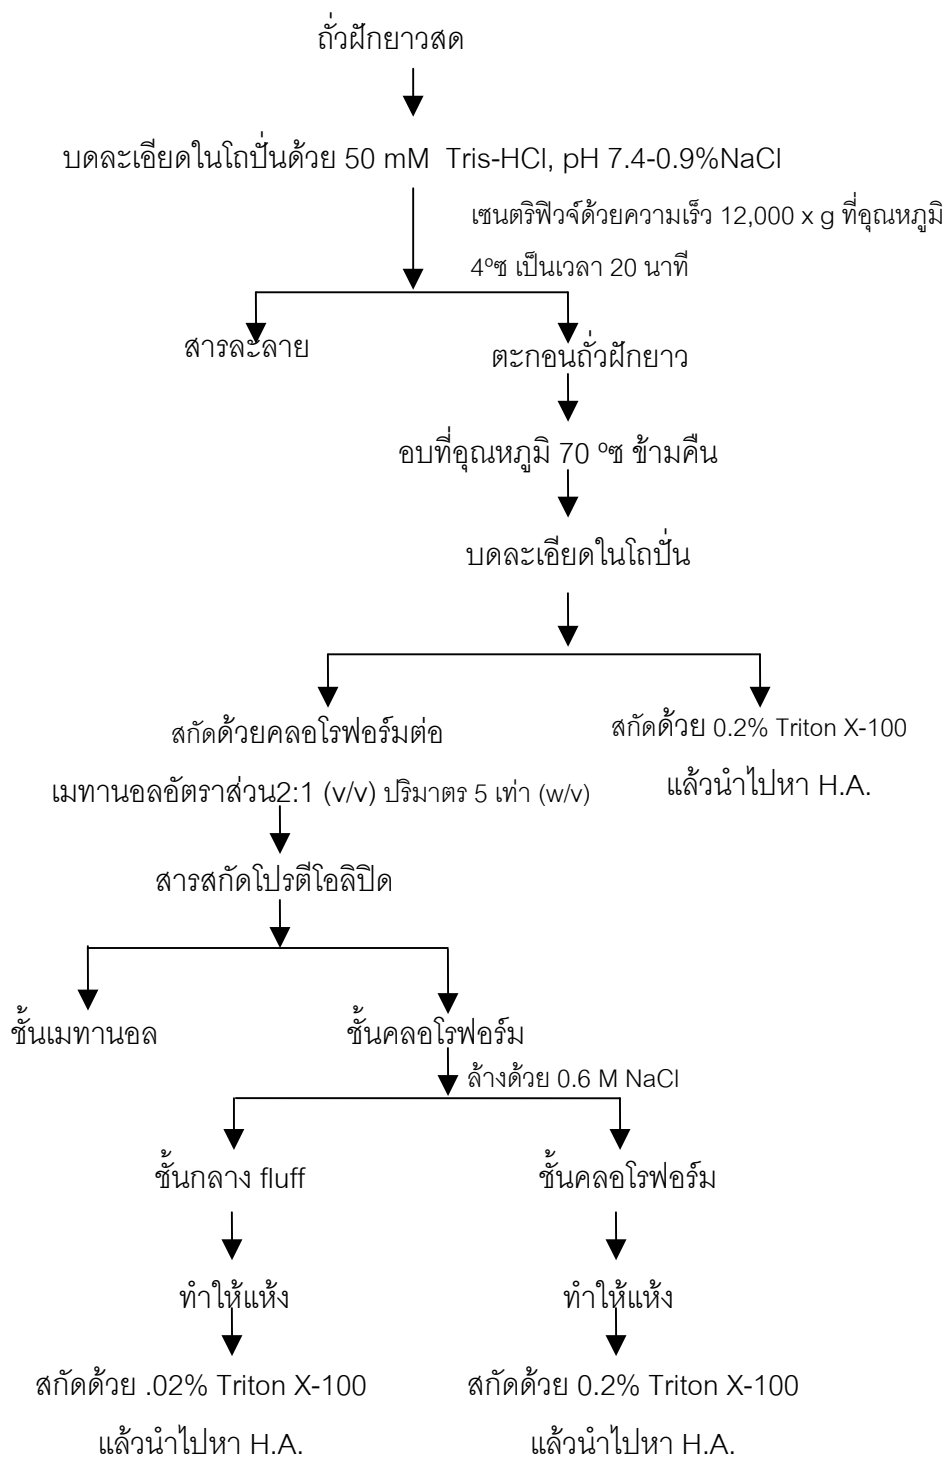 ถั่วฝักยาวสด
บดละเอียดในโถปั่นด้วย 50 mM Tris-HCl, pH 7.4-0.9%NaCl
เซนตริฟิวจ์ด้วยความเร็ว 12,000 x g ที่อุณหภูมิ
4ºซ เป็นเวลา 20 นาที
สารละลาย
ตะกอนถั่วฝักยาว
อบที่อุณหภูมิ 70 ºซ ข้ามคืน
บดละเอียดในโถปั่น
สกัดด้วยคลอโรฟอร์มต่อ
เมทานอลอัตราส่วน2:1 (v/v) ปริมาตร 5 เท่า (w/v)
สกัดด้วย 0.2% Triton X-100
แล้วนำไปหา H.A.
สารสกัดโปรตีโอลิปิด
ชั้นเมทานอล
ชั้นคลอโรฟอร์ม
ล้างด้วย 0.6 M NaCl
ชั้นกลาง fluff
ชั้นคลอโรฟอร์ม
ทำให้แห้ง
ทำให้แห้ง
สกัดด้วย .02% Triton X-100
แล้วนำไปหา H.A.
สกัดด้วย 0.2% Triton X-100
แล้วนำไปหา H.A.